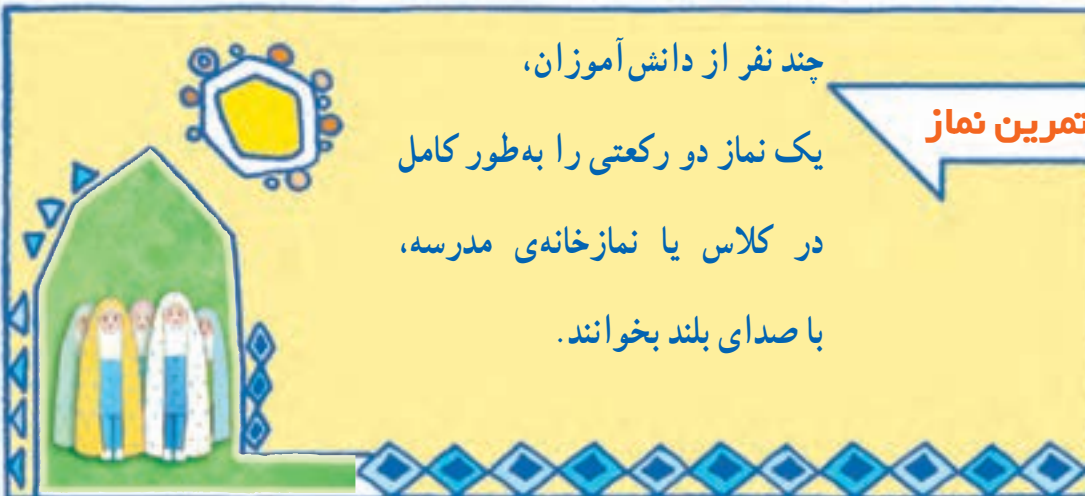 تمرین نماز
چند نفر از دانش‌آموزان،
یک نماز دو رکعتی را به‌طور کامل
در کلاس یا نمازخانه‌ی مدرسه،
با صدای بلند بخوانند.